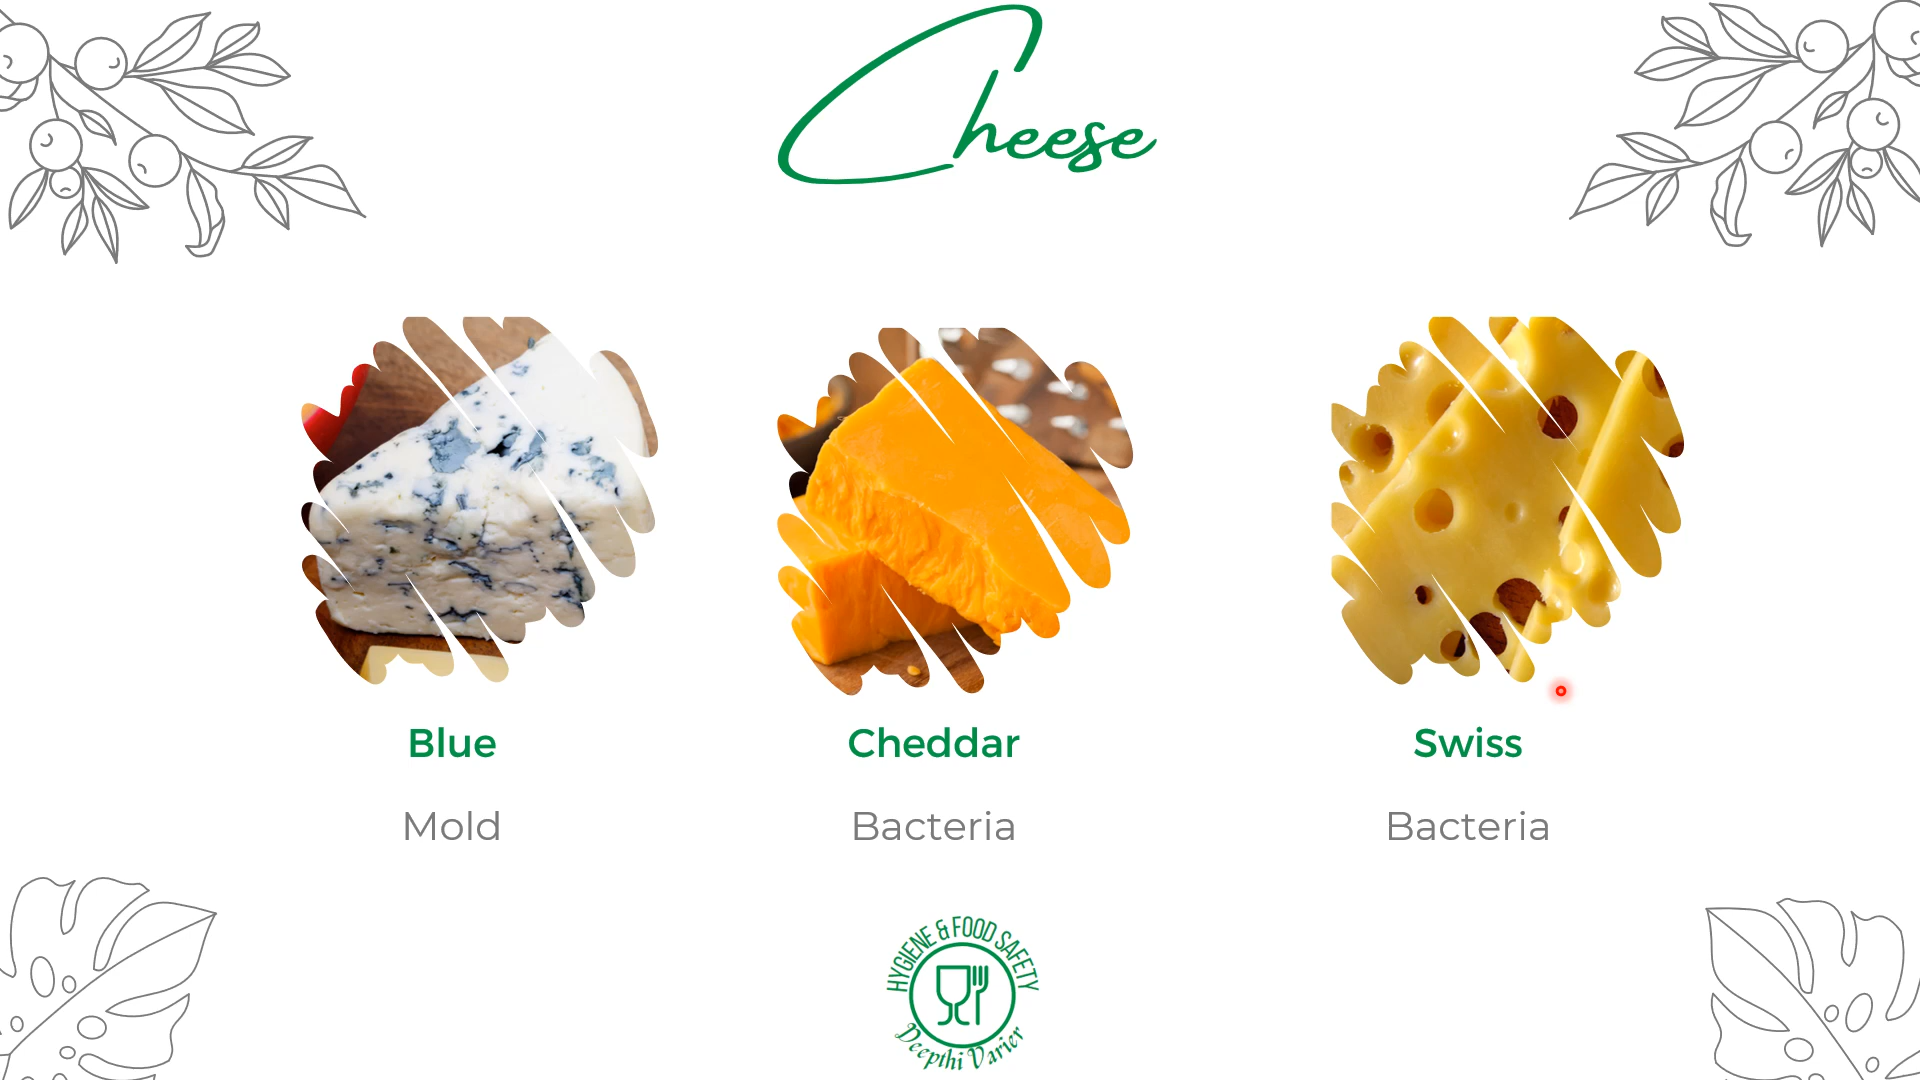 Cheese
Blue
Cheddar
Swiss
Mold
Bacteria
Bacteria
HYGIENE & FOOD SAFETY
Deepthi Varier